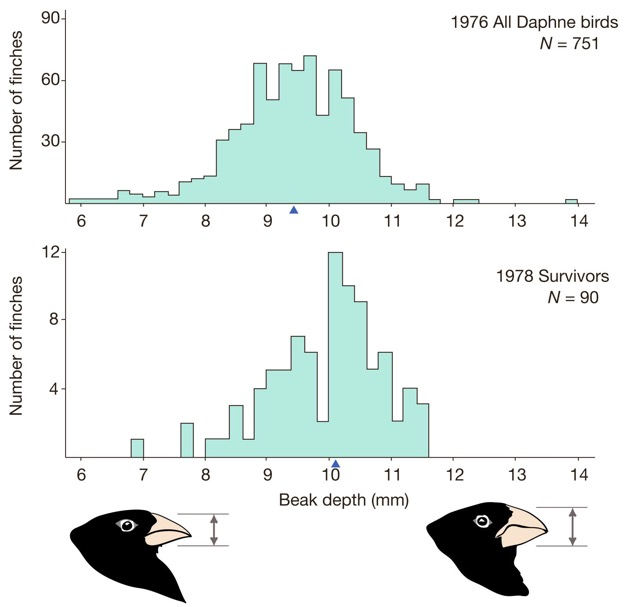 Number of finches
90
60
30
1976 All Daphne birds
N = 751
6 7 8 9 10 11 12 13 14
Number of finches
12
8
4
1978 Survivors
N = 90
6 7 8 9 10 11 12 13 14
Beak depth (mm)